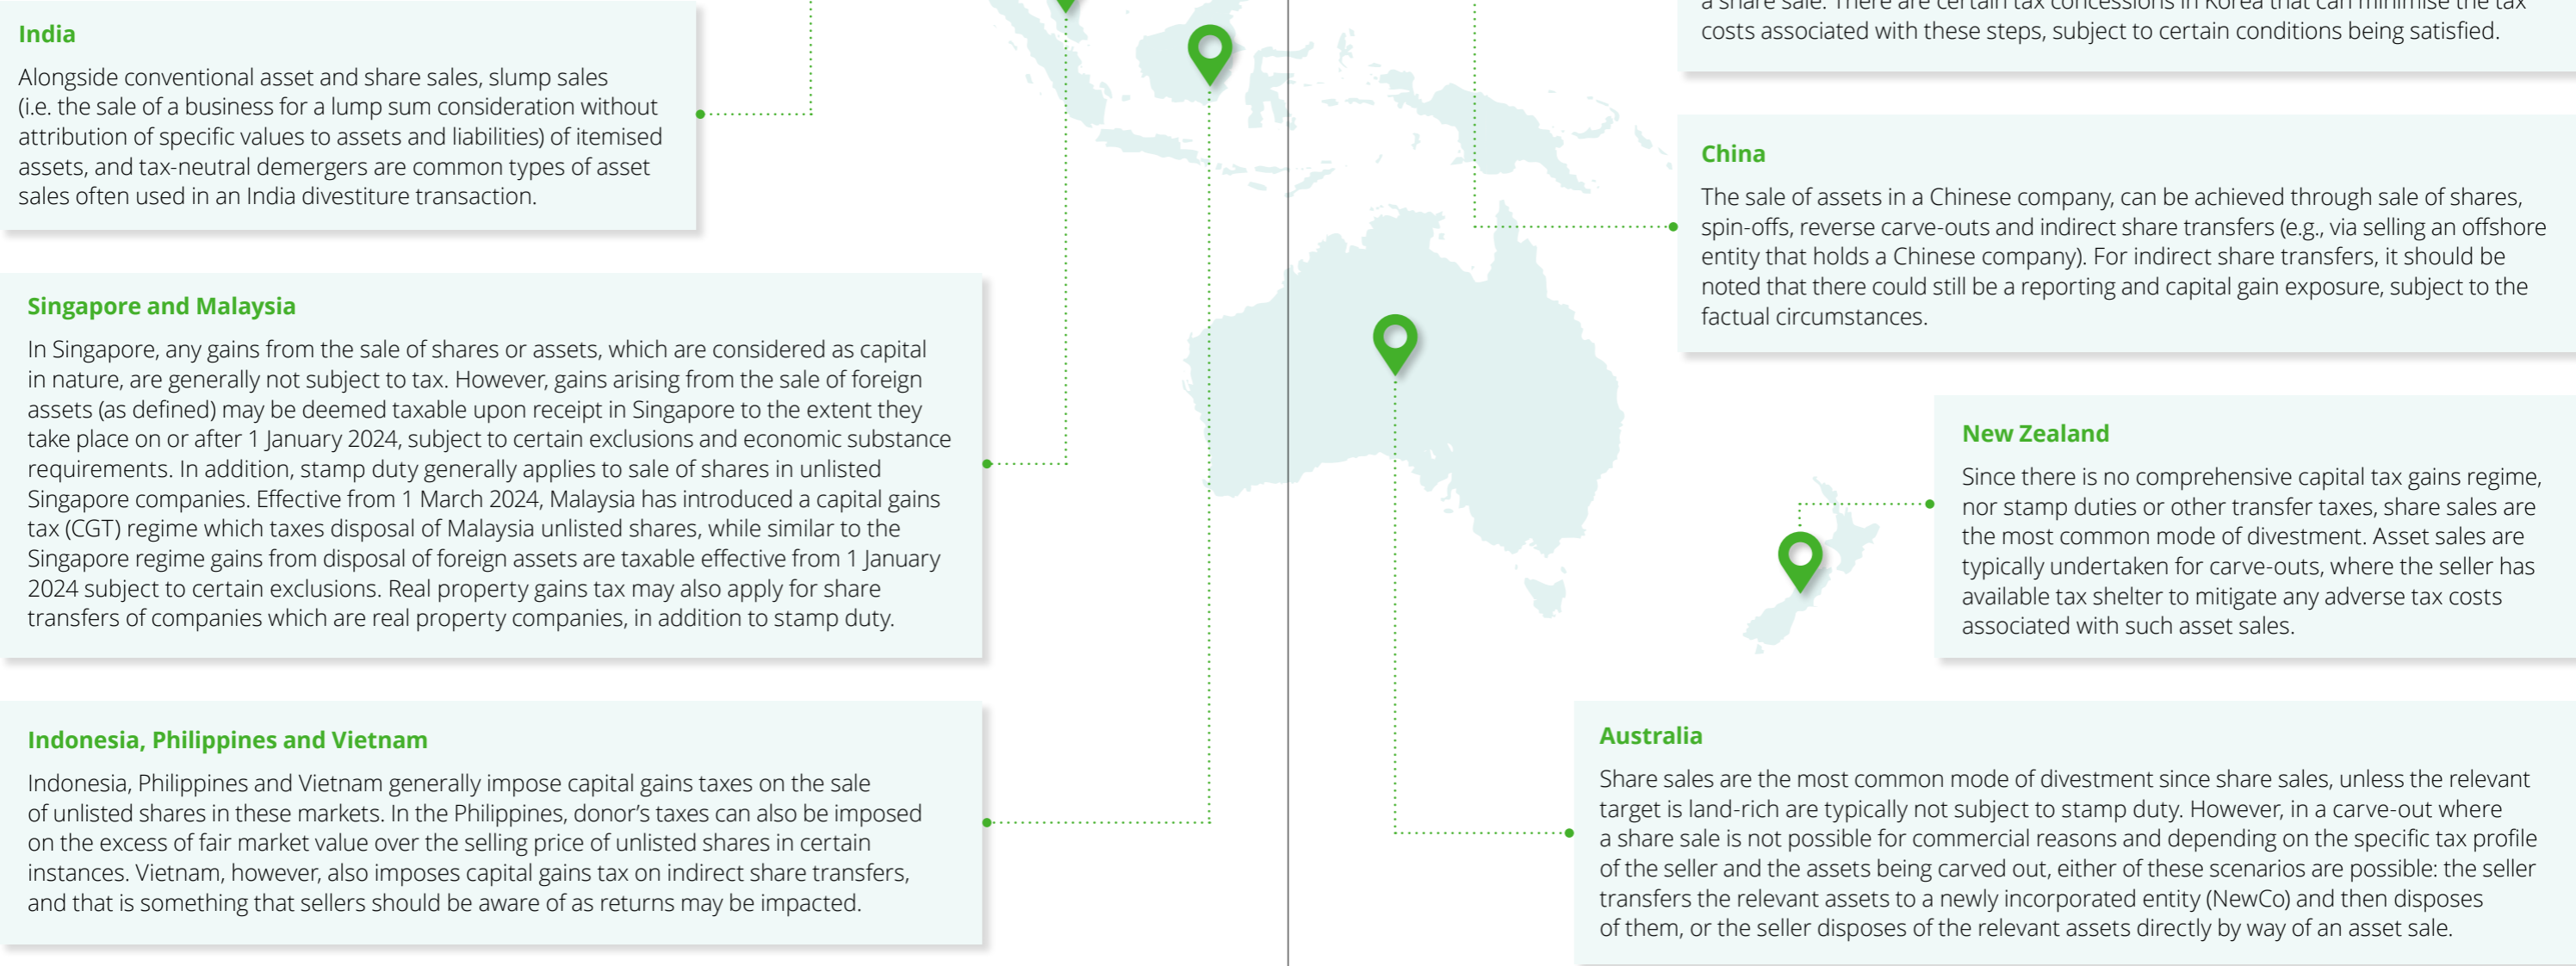 India
Alongside conventional asset and share sales, slump sales
(i.e. the sale of a business for a lump sum consideration without
attribution of specific values to assets and liabilities) of itemised
assets, and tax-neutral demergers are common types of asset
sales often used in an India divestiture transaction.
Singapore and Malaysia
In Singapore, any gains from the sale of shares or assets, which are considered as capital
in nature, are generally not subject to tax. However, gains arising from the sale of foreign
assets (as defined) may be deemed taxable upon receipt in Singapore to the extent they
take place on or after 1 January 2024, subject to certain exclusions and economic substance
requirements. In addition, stamp duty generally applies to sale of shares in unlisted
Singapore companies. Effective from 1 March 2024, Malaysia has introduced a capital gains
tax (CGT) regime which taxes disposal of Malaysia unlisted shares, while similar to the
Singapore regime gains from disposal of foreign assets are taxable effective from 1 January
2024 subject to certain exclusions. Real property gains tax may also apply for share
transfers of companies which are real property companies, in addition to stamp duty.
Indonesia, Philippines and Vietnam
Indonesia, Philippines and Vietnam generally impose capital gains taxes on the sale
of unlisted shares in these markets. In the Philippines, donor's taxes can also be imposed
on the excess of fair market value over the selling price of unlisted shares in certain
instances. Vietnam, however, also imposes capital gains tax on indirect share transfers,
and that is something that sellers should be aware of as returns may be impacted.
a share sale. There are certain tax concessions in Korea that can minimise the tax
costs associated with these steps, subject to certain conditions being satisfied.
China
The sale of assets in a Chinese company, can be achieved through sale of shares,
spin-offs, reverse carve-outs and indirect share transfers (e.g., via selling an offshore
entity that holds a Chinese company). For indirect share transfers, it should be
noted that there could still be a reporting and capital gain exposure, subject to the
factual circumstances.
New Zealand
Since there is no comprehensive capital tax gains regime,
nor stamp duties or other transfer taxes, share sales are
the most common mode of divestment. Asset sales are
typically undertaken for carve-outs, where the seller has
available tax shelter to mitigate any adverse tax costs
associated with such asset sales.
Australia
Share sales are the most common mode of divestment since share sales, unless the relevant
target is land-rich are typically not subject to stamp duty. However, in a carve-out where
a share sale is not possible for commercial reasons and depending on the specific tax profile
of the seller and the assets being carved out, either of these scenarios are possible: the seller
transfers the relevant assets to a newly incorporated entity (NewCo) and then disposes
of them, or the seller disposes of the relevant assets directly by way of an asset sale.